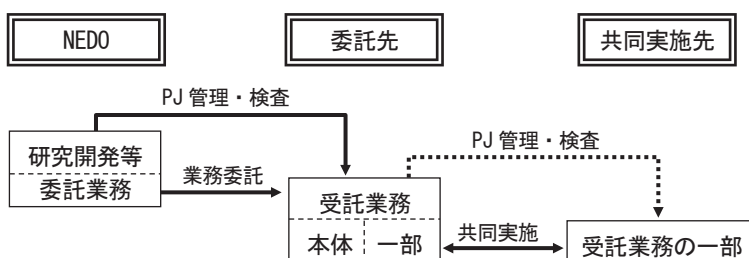 NEDO
委託先
共同実施先
PJ 管理・検査
PJ 管理・検査
研究開発等
委託業務
業務委託
受託業務
本体 一部
共同実施
受託業務の一部